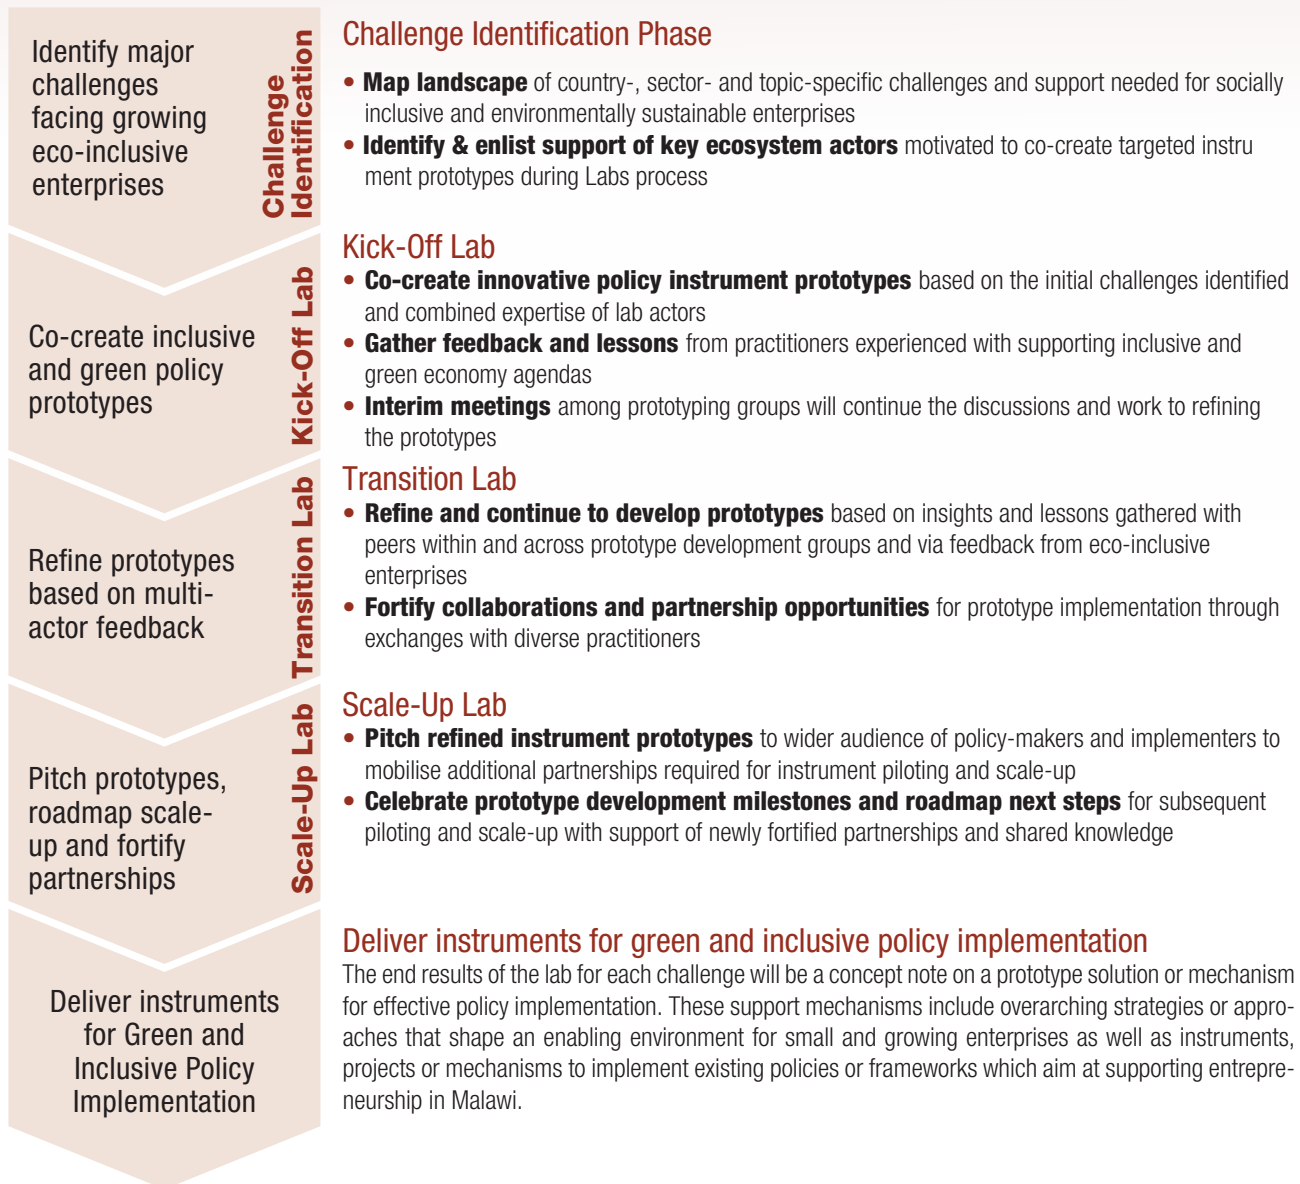 Identify major
challenges
facing growing
eco-inclusive
enterprises
Challenge
Identification
Challenge Identification Phase
• Map landscape of country-, sector- and topic-specific challenges and support needed for socially
inclusive and environmentally sustainable enterprises
• Identify & enlist support of key ecosystem actors motivated to co-create targeted instru
ment prototypes during Labs process
Co-create inclusive
and green policy
prototypes
Kick-Off Lab
Kick-Off Lab
• Co-create innovative policy instrument prototypes based on the initial challenges identified
and combined expertise of lab actors
• Gather feedback and lessons from practitioners experienced with supporting inclusive and
green economy agendas
• Interim meetings among prototyping groups will continue the discussions and work to refining
the prototypes
Refine prototypes
based on multi-
actor feedback
Transition Lab
Transition Lab
• Refine and continue to develop prototypes based on insights and lessons gathered with
peers within and across prototype development groups and via feedback from eco-inclusive
enterprises
• Fortify collaborations and partnership opportunities for prototype implementation through
exchanges with diverse practitioners
Pitch prototypes,
roadmap scale-
up and fortify
partnerships
Scale-Up Lab
Scale-Up Lab
• Pitch refined instrument prototypes to wider audience of policy-makers and implementers to
mobilise additional partnerships required for instrument piloting and scale-up
• Celebrate prototype development milestones and roadmap next steps for subsequent
piloting and scale-up with support of newly fortified partnerships and shared knowledge
Deliver instruments
for Green and
Inclusive Policy
Implementation
Deliver instruments for green and inclusive policy implementation
The end results of the lab for each challenge will be a concept note on a prototype solution or mechanism
for effective policy implementation. These support mechanisms include overarching strategies or appro-
aches that shape an enabling environment for small and growing enterprises as well as instruments,
projects or mechanisms to implement existing policies or frameworks which aim at supporting entrepre-
neurship in Malawi.